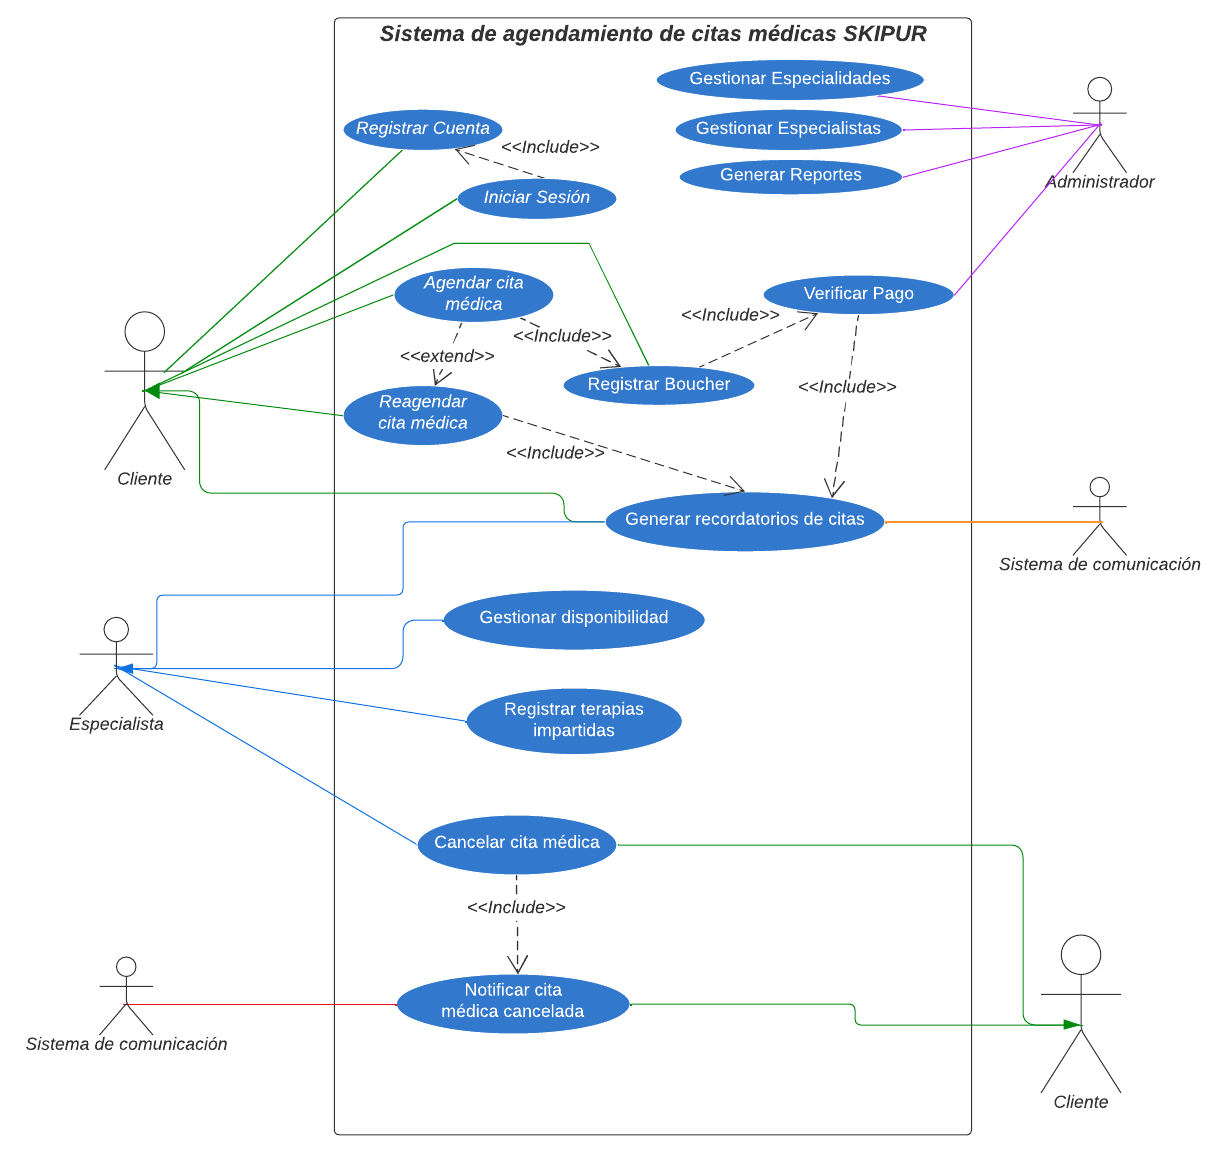 Sistema de agendamiento de citas médicas SKIPUR
Gestionar Especialidades
Registrar Cuenta
Gestionar Especialistas
<<Include>>
Generar Reportes
Administrador
Iniciar Sesión
Agendar cita
médica
Verificar Pago
<<Include>>
<<Include>>
<<extend>>
Registrar Boucher
<<Include>>
Reagendar
cita médica
<<Include>>
Cliente
Generar recordatorios de citas
Sistema de comunicación
Gestionar disponibilidad
Especialista
Registrar terapias
impartidas
Cancelar cita médica
<<Include>>
Notificar cita
médica cancelada
Sistema de comunicación
Cliente